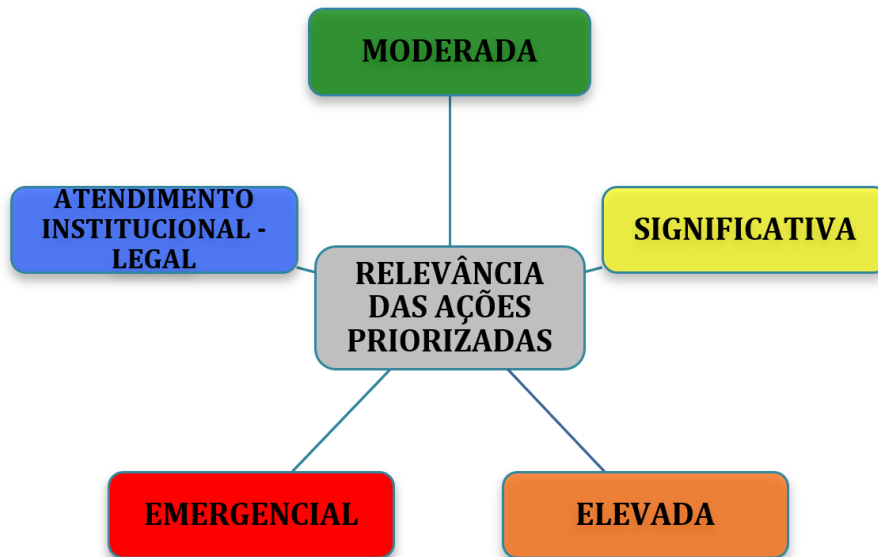 MODERADA
ATENDIMENTO
INSTITUCIONAL -
LEGAL
SIGNIFICATIVA
RELEVÂNCIA
DAS AÇÕES
PRIORIZADAS
EMERGENCIAL
ELEVADA